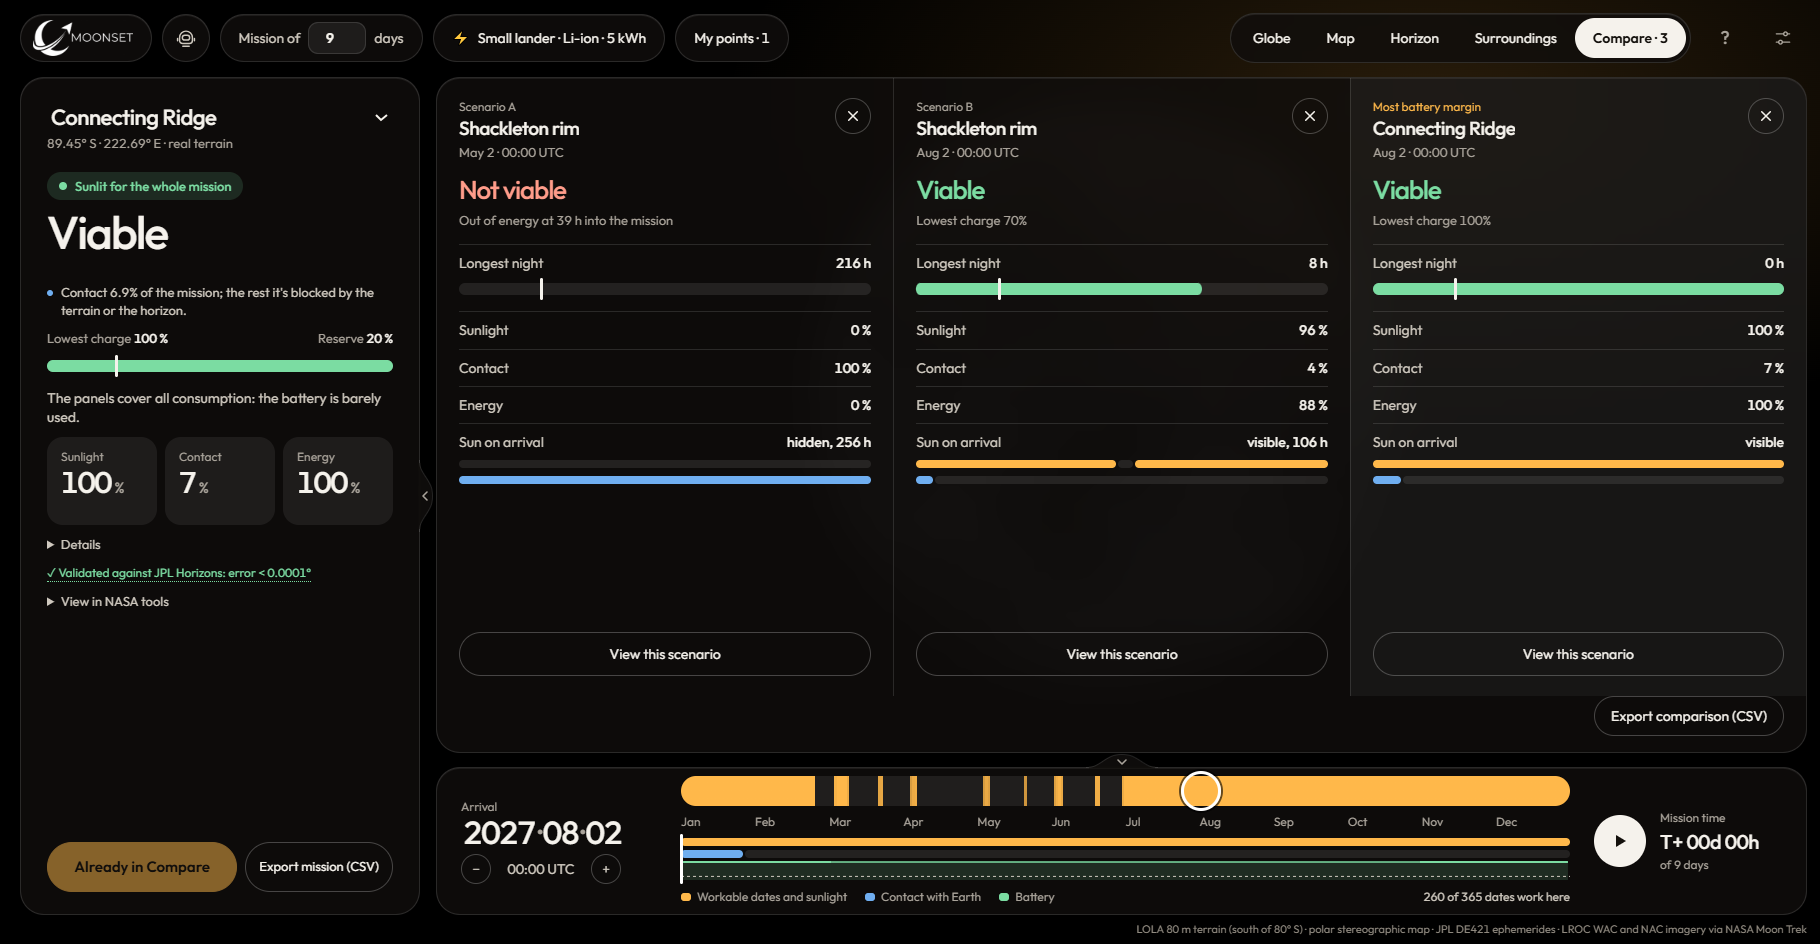 MOONSET
Mission of 9 days
Small lander · Li-ion · 5 kWh
My points · 1
Globe
Map
Horizon
Surroundings
Compare · 3
?
Connecting Ridge
89.45° S · 222.69° E · real terrain
Sunlit for the whole mission
Viable
Contact 6.9% of the mission; the rest it's blocked by the
terrain or the horizon.
Lowest charge 100 %
Reserve 20 %
The panels cover all consumption: the battery is barely
used.
Sunlight
100 %
Contact
7 %
Energy
100 %
Details
✓ Validated against JPL Horizons: error < 0.0001°
View in NASA tools
Already in Compare
Export mission (CSV)
Scenario A
Shackleton rim
May 2 · 00:00 UTC
Not viable
Out of energy at 39 h into the mission
Longest night 216 h
Sunlight 0 %
Contact 100 %
Energy 0 %
Sun on arrival hidden, 256 h
View this scenario
Scenario B
Shackleton rim
Aug 2 · 00:00 UTC
Viable
Lowest charge 70%
Longest night 8 h
Sunlight 96 %
Contact 4 %
Energy 88 %
Sun on arrival visible, 106 h
View this scenario
Most battery margin
Connecting Ridge
Aug 2 · 00:00 UTC
Viable
Lowest charge 100%
Longest night 0 h
Sunlight 100 %
Contact 7 %
Energy 100 %
Sun on arrival visible
View this scenario
Export comparison (CSV)
Arrival
2027·08·02
− 00:00 UTC +
Jan Feb Mar Apr May Jun Jul Aug Sep Oct Nov Dec
Workable dates and sunlight
Contact with Earth
Battery
260 of 365 dates work here
Mission time
T+ 00d 00h
of 9 days
LOLA 80 m terrain (south of 80° S) · polar stereographic map · JPL DE421 ephemerides · LROC WAC and NAC imagery via NASA Moon Trek